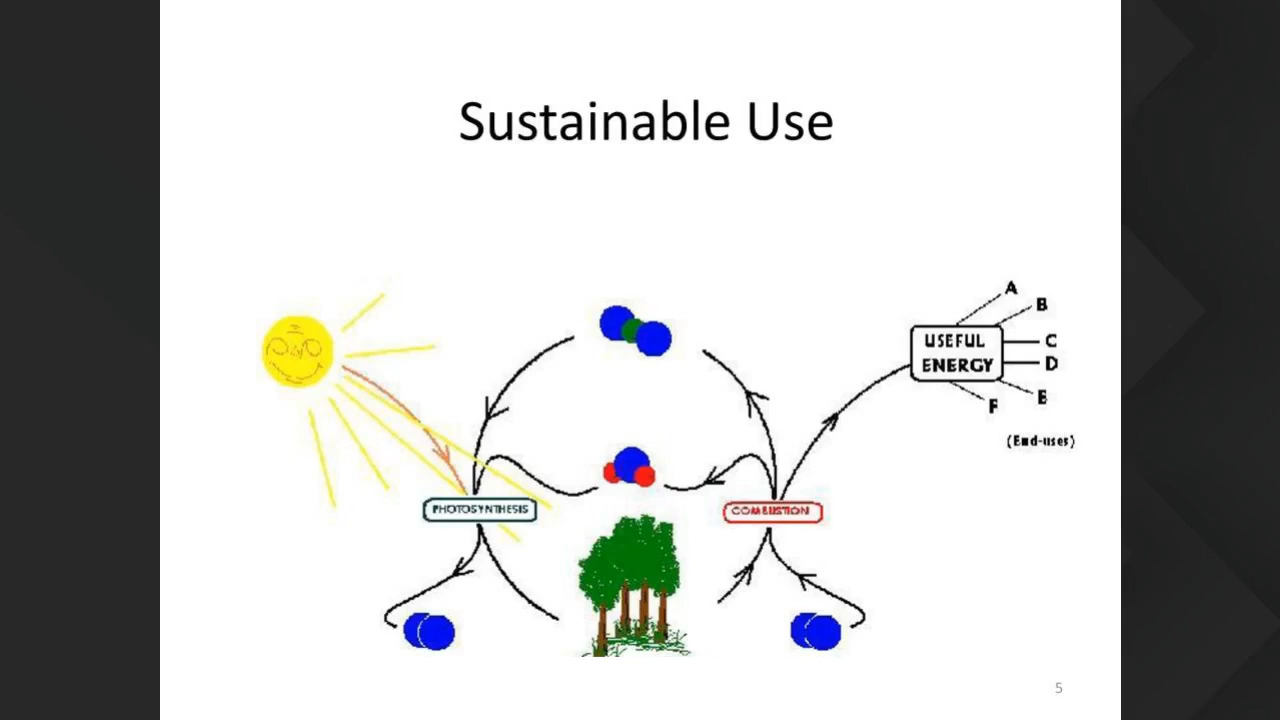 Sustainable Use
A
B
USEFUL
ENERGY
C
D
E
F
(End-uses)
PHOTOSYNTHESIS
COMBUSTION
5